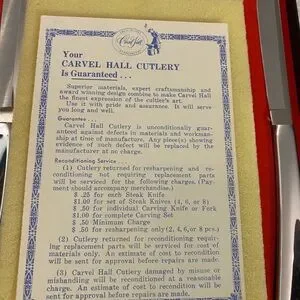 Carvel Hall
Your
CARVEL HALL CUTLERY
Is Guaranteed . . .
Superior materials, expert craftsmanship and
award winning design combine to make Carvel Hall
the finest expression of the cutler's art.
Use it with pride and assurance. It will serve
you long and well.
Guarantee . . .
Carvel Hall Cutlery is unconditionally guar-
anteed against defects in materials and workman-
ship at time of manufacture. Any piece(s) showing
evidence of such defect will be replaced by the
manufacturer at no charge.
Reconditioning Service . . .
(1) Cutlery returned for resharpening and re-
conditioning not requiring replacement parts
will be serviced for the following charges. (Pay-
ment should accompany merchandise.)
$ .25 for each Steak Knife
$1.00 for set of Steak Knives (4, 6, or 8)
$ .50 for individual Carving Knife or Fork
$1.00 for complete Carving Set
$ .50 Minimum Charge
$ .50 for resharpening only (2, 4, 6, or 8 pcs.)
(2) Cutlery returned for reconditioning requir-
ing replacement parts will be serviced for cost of
materials only. An estimate of cost to recondition
will be sent for approval before repairs are made.
(3) Carvel Hall Cutlery damaged by misuse or
mishandling will be reconditioned at a reasonable
charge. An estimate of cost to recondition will be
sent for approval before repairs are made.